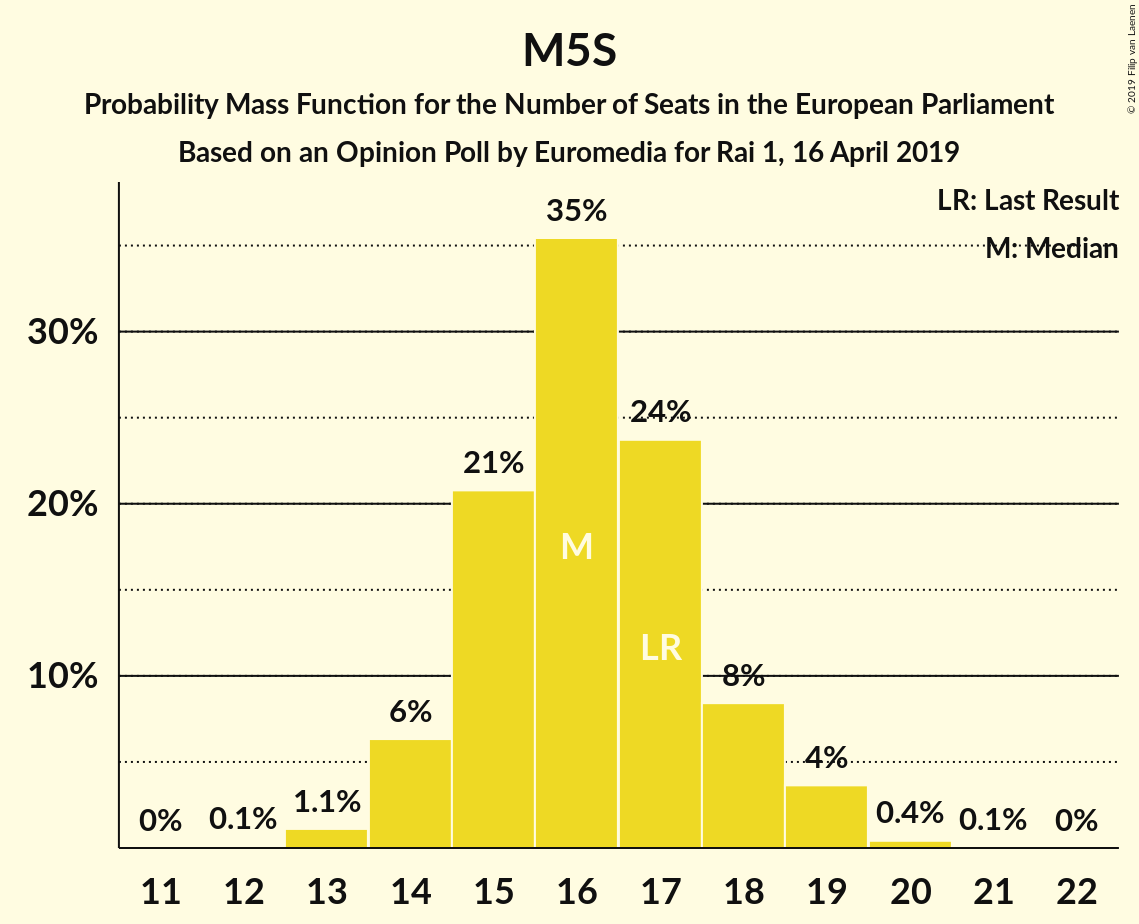 M5S
Probability Mass Function for the Number of Seats in the European Parliament
Based on an Opinion Poll by Euromedia for Rai 1, 16 April 2019
© 2019 Filip van Laenen
LR: Last Result
M: Median
35%
30%
24%
21%
20%
M
LR
10%
8%
6%
4%
0%
0.1%
1.1%
0.4%
0.1%
0%
11 12 13 14 15 16 17 18 19 20 21 22